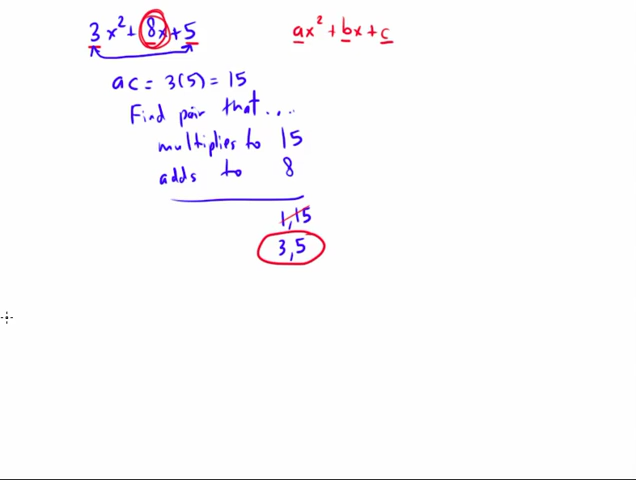 3x² + 8x + 5 ax² + bx + c
ac = 3(5) = 15
Find pair that....
multiplies to 15
adds to 8
1,15
3,5